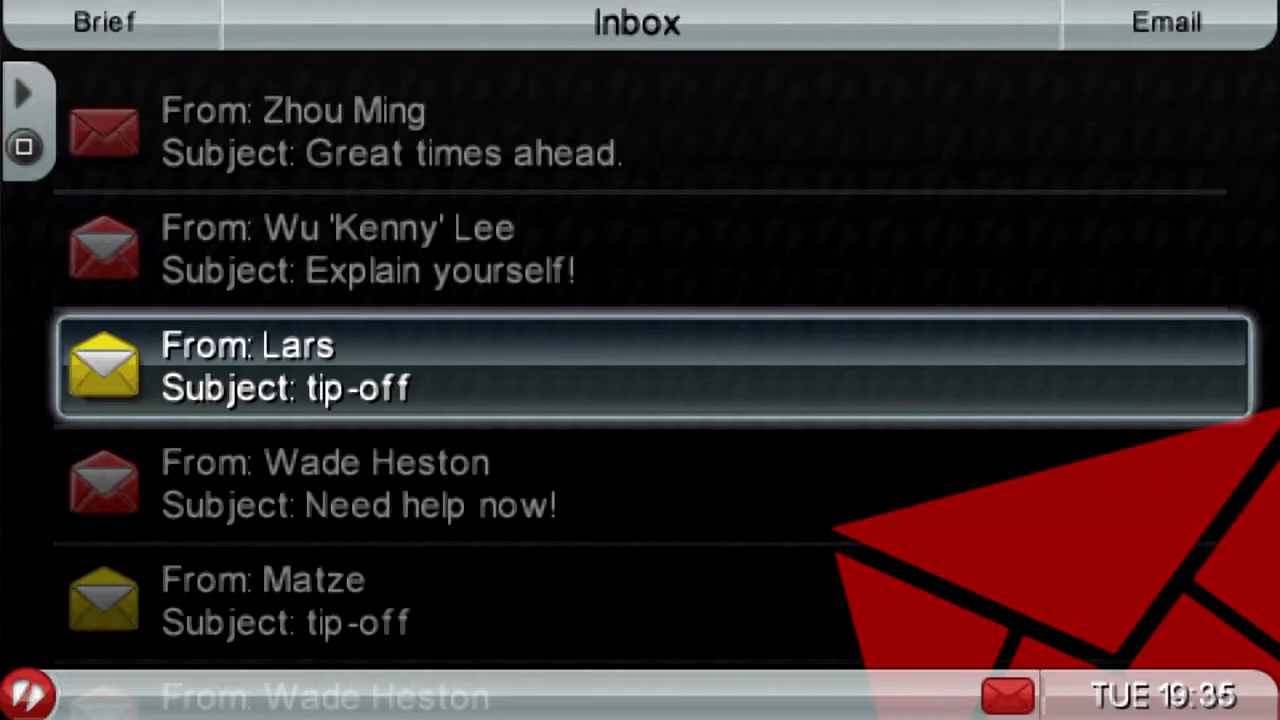 Brief
Inbox
Email
From: Zhou Ming
Subject: Great times ahead.
From: Wu 'Kenny' Lee
Subject: Explain yourself!
From: Lars
Subject: tip-off
From: Wade Heston
Subject: Need help now!
From: Matze
Subject: tip-off
From: Wade Heston
TUE 19:35